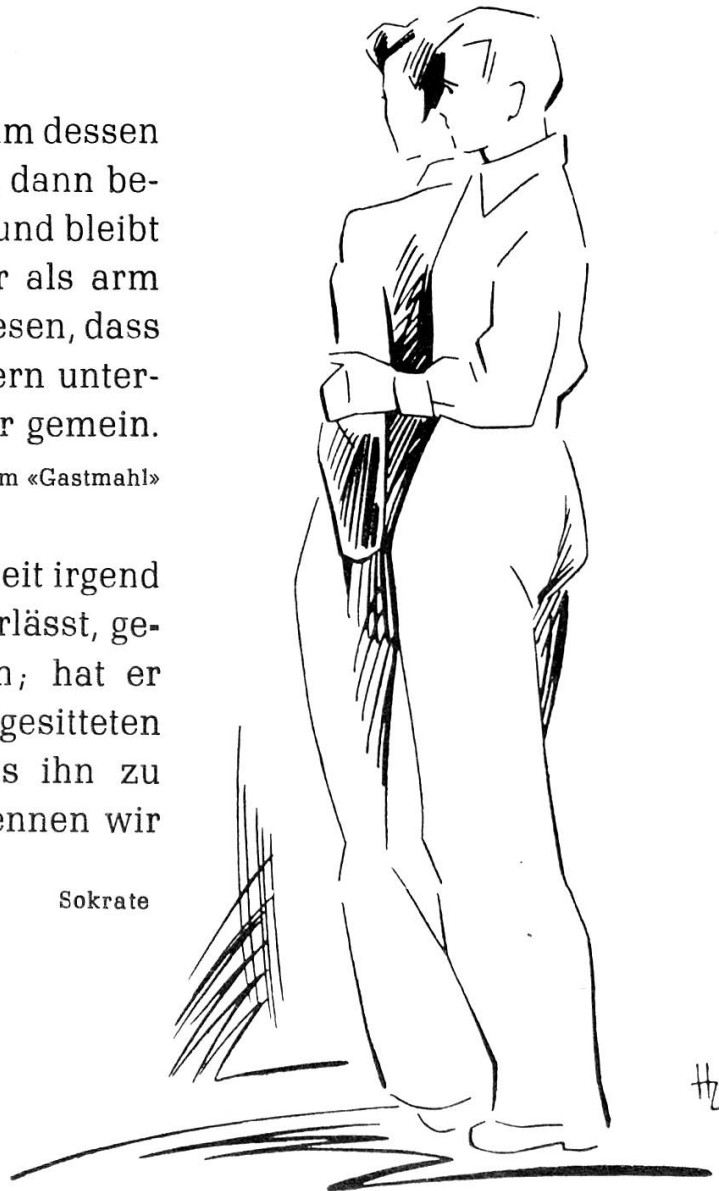 m dessen
dann be-
und bleibt
r als arm
esen, dass
ern unter-
r gemein.
m «Gastmahl»
eit irgend
rlässt, ge-
n; hat er
gesitteten
s ihn zu
ennen wir
Sokrate